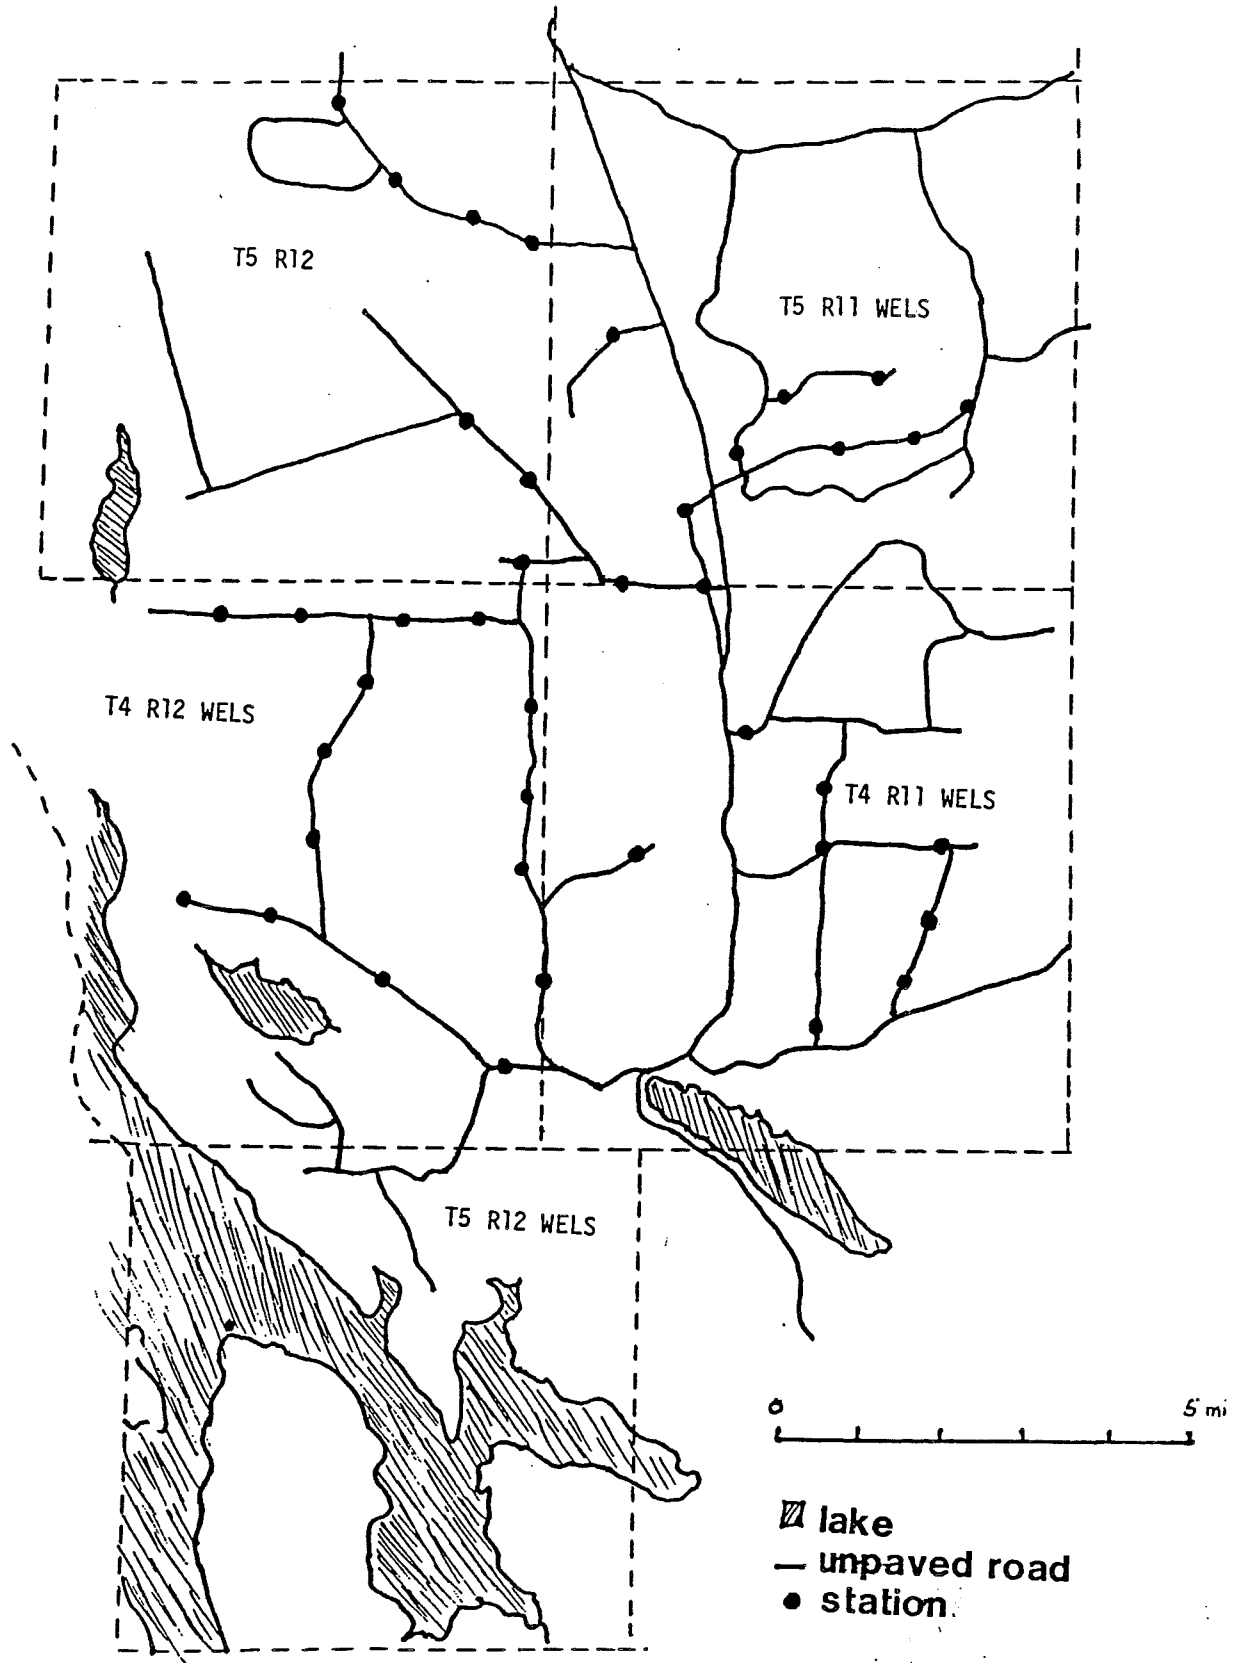 T5 R12
T5 R11 WELS
T4 R12 WELS
T4 R11 WELS
T5 R12 WELS
0 5 mi
lake
unpaved road
station